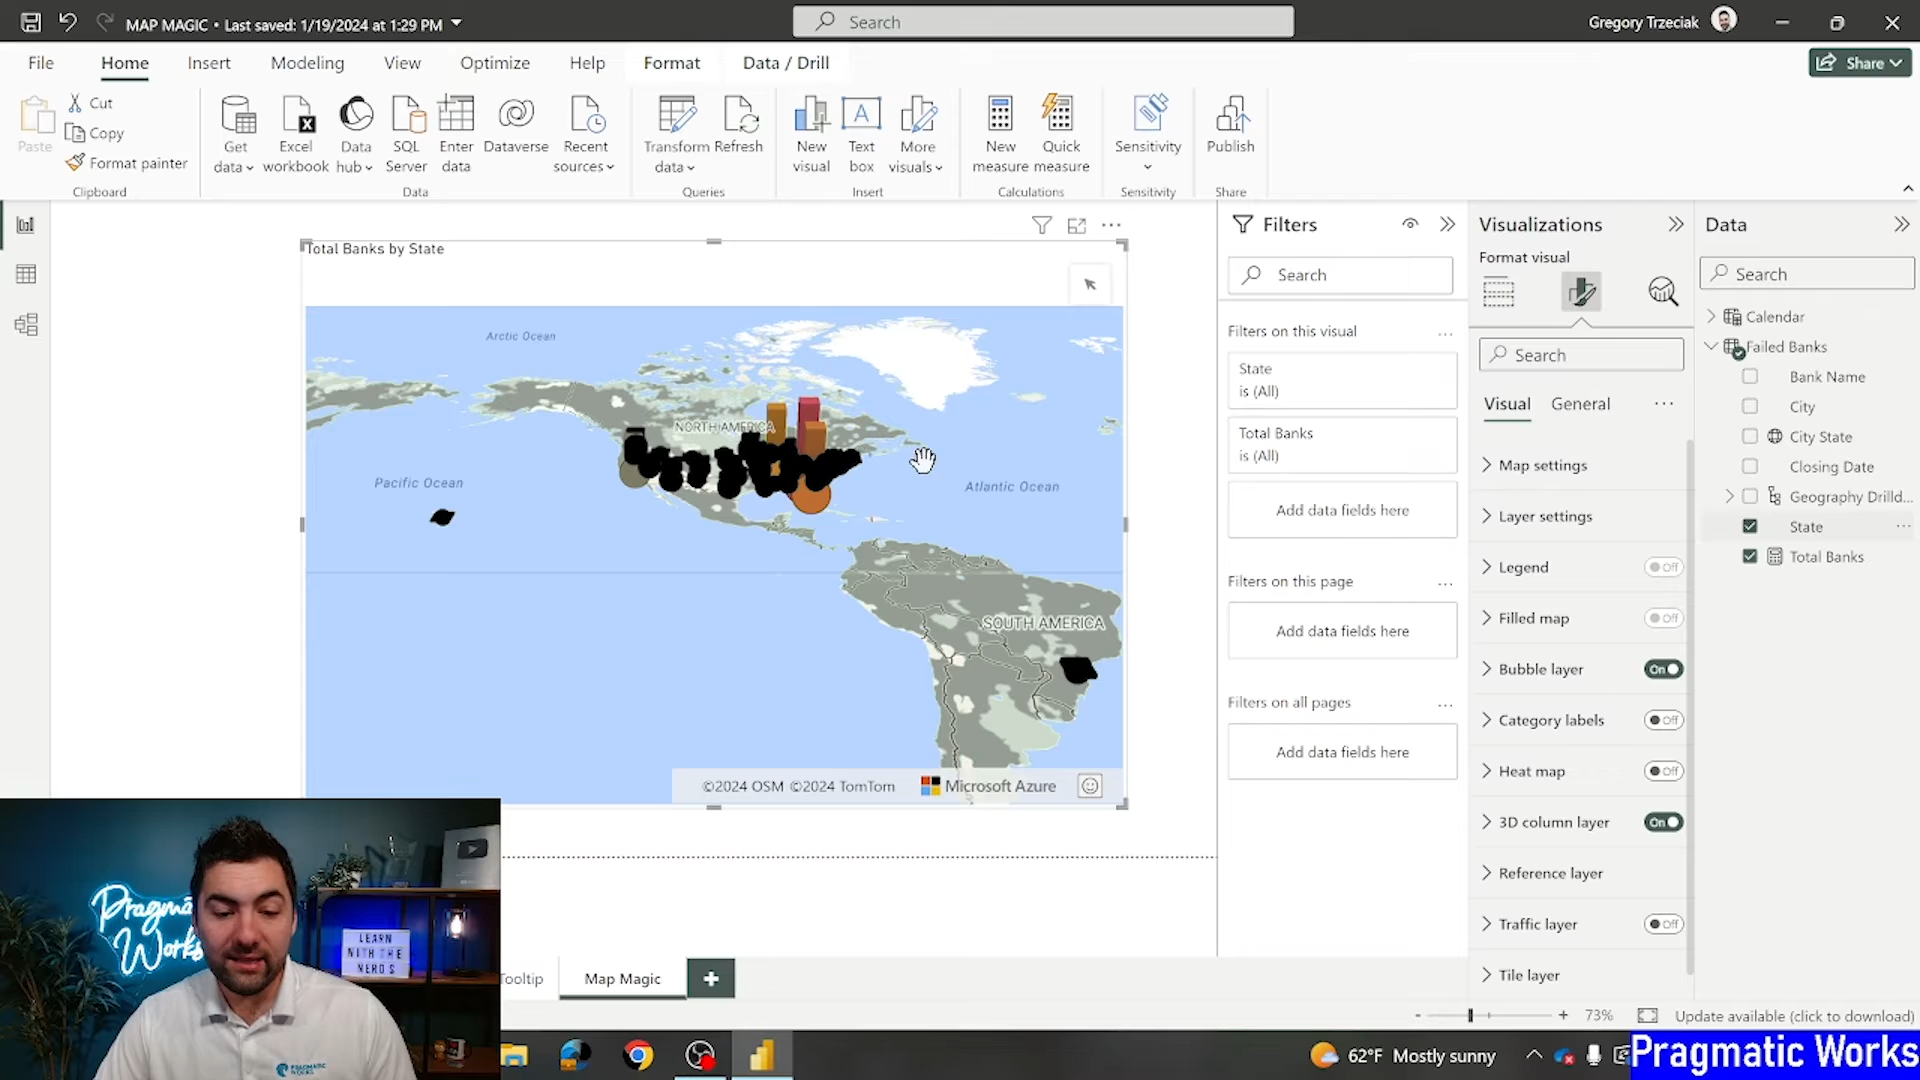 MAP MAGIC • Last saved: 1/19/2024 at 1:29 PM
Search
Gregory Trzeciak
File
Home
Insert
Modeling
View
Optimize
Help
Format
Data / Drill
Share
Paste
Cut
Copy
Format painter
Clipboard
Get data
Excel workbook
Data hub
SQL Server
Enter data
Dataverse
Recent sources
Data
Transform data
Refresh
Queries
New visual
Text box
More visuals
Insert
New measure
Quick measure
Calculations
Sensitivity
Sensitivity
Publish
Share
Total Banks by State
Arctic Ocean
NORTH AMERICA
Pacific Ocean
Atlantic Ocean
SOUTH AMERICA
©2024 OSM ©2024 TomTom
Microsoft Azure
Filters
Search
Filters on this visual
State
is (All)
Total Banks
is (All)
Add data fields here
Filters on this page
Add data fields here
Filters on all pages
Add data fields here
Visualizations
Format visual
Search
Visual
General
Map settings
Layer settings
Legend
Off
Filled map
Off
Bubble layer
On
Category labels
Off
Heat map
Off
3D column layer
On
Reference layer
Traffic layer
Off
Tile layer
Data
Search
Calendar
Failed Banks
Bank Name
City
City State
Closing Date
Geography Drilld...
State
Total Banks
Pragma
Works
LEARN
WITH THE
NERDS
PRAGMATIC
WORKS
Tooltip
Map Magic
73%
Update available (click to download)
62°F Mostly sunny
Pragmatic Works